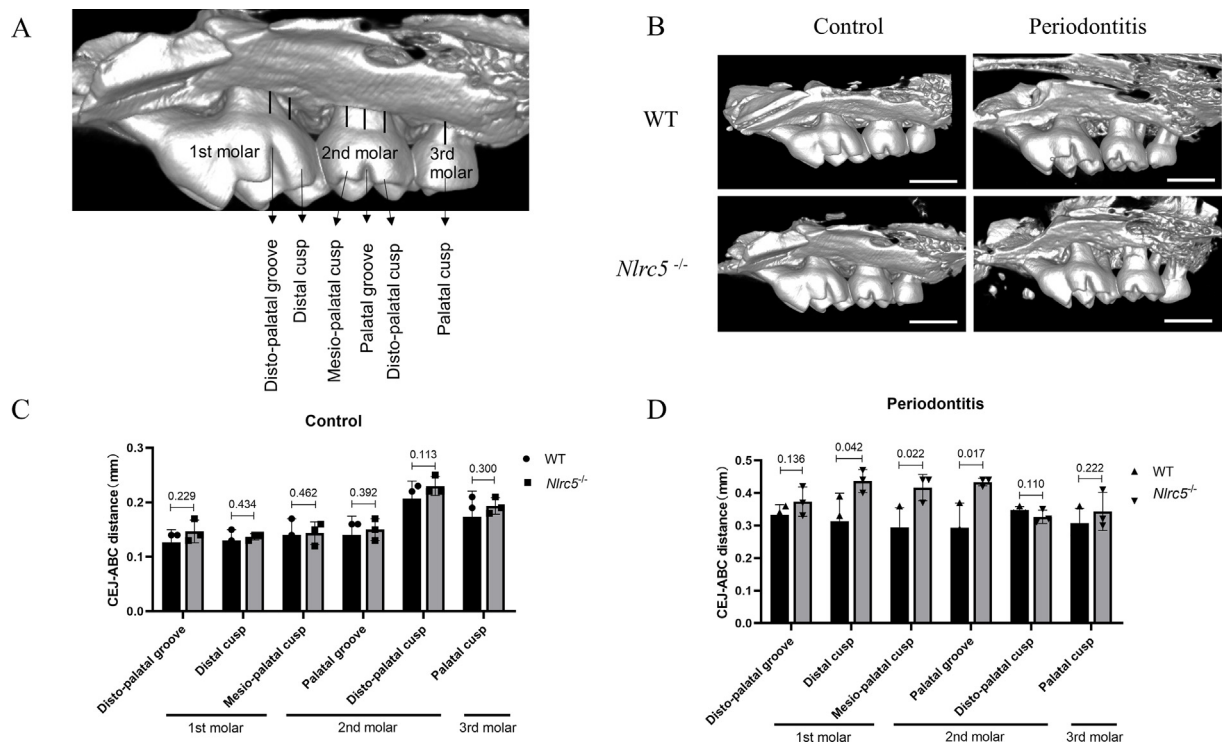 A
1st molar
2nd molar
3rd
molar
Disto-palatal groove
Distal cusp
Mesio-palatal cusp
Palatal groove
Disto-palatal cusp
Palatal cusp
B
Control
Periodontitis
WT
Nlrc5 -/-
C
Control
CEJ-ABC distance(mm)
0.3
0.2
0.1
0.0
0.229
0.434
0.462
0.392
0.113
0.300
WT
Nlrc5-/-
Disto-palatal groove
Distal cusp
Mesio-palatal cusp
Palatal groove
Disto-palatal cusp
Palatal cusp
1st molar
2nd molar
3rd molar
D
Periodontitis
CEJ-ABC distance(mm)
0.5
0.4
0.3
0.2
0.1
0.0
0.136
0.042
0.022
0.017
0.110
0.222
WT
Nlrc5-/-
Disto-palatal groove
Distal cusp
Mesio-palatal cusp
Palatal groove
Disto-palatal cusp
Palatal cusp
1st molar
2nd molar
3rd molar